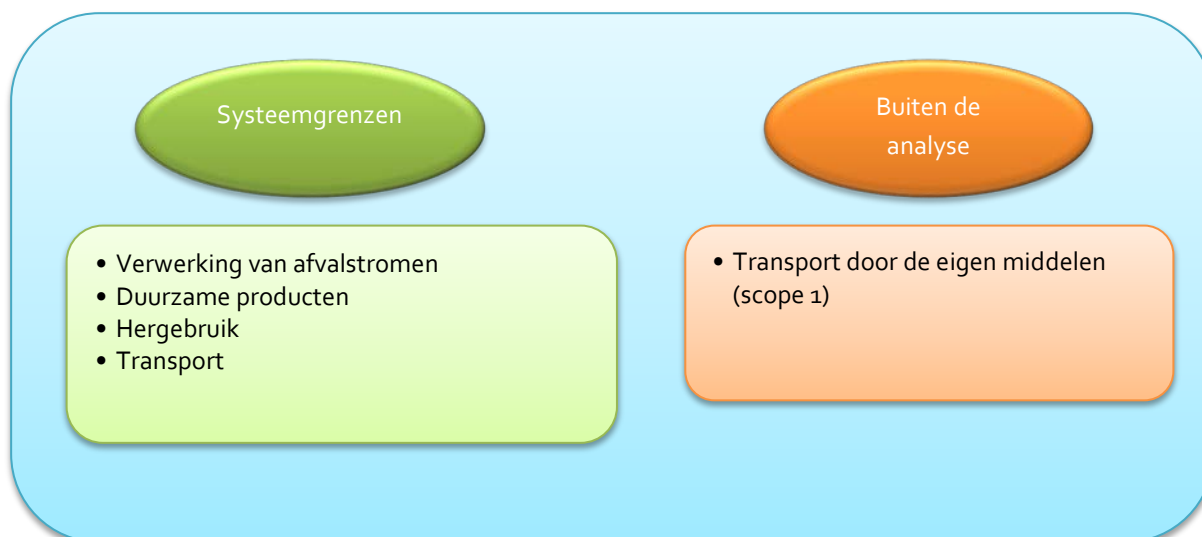 Systeemgrenzen
Buiten de
analyse
• Verwerking van afvalstromen
• Duurzame producten
• Hergebruik
• Transport
• Transport door de eigen middelen
(scope 1)